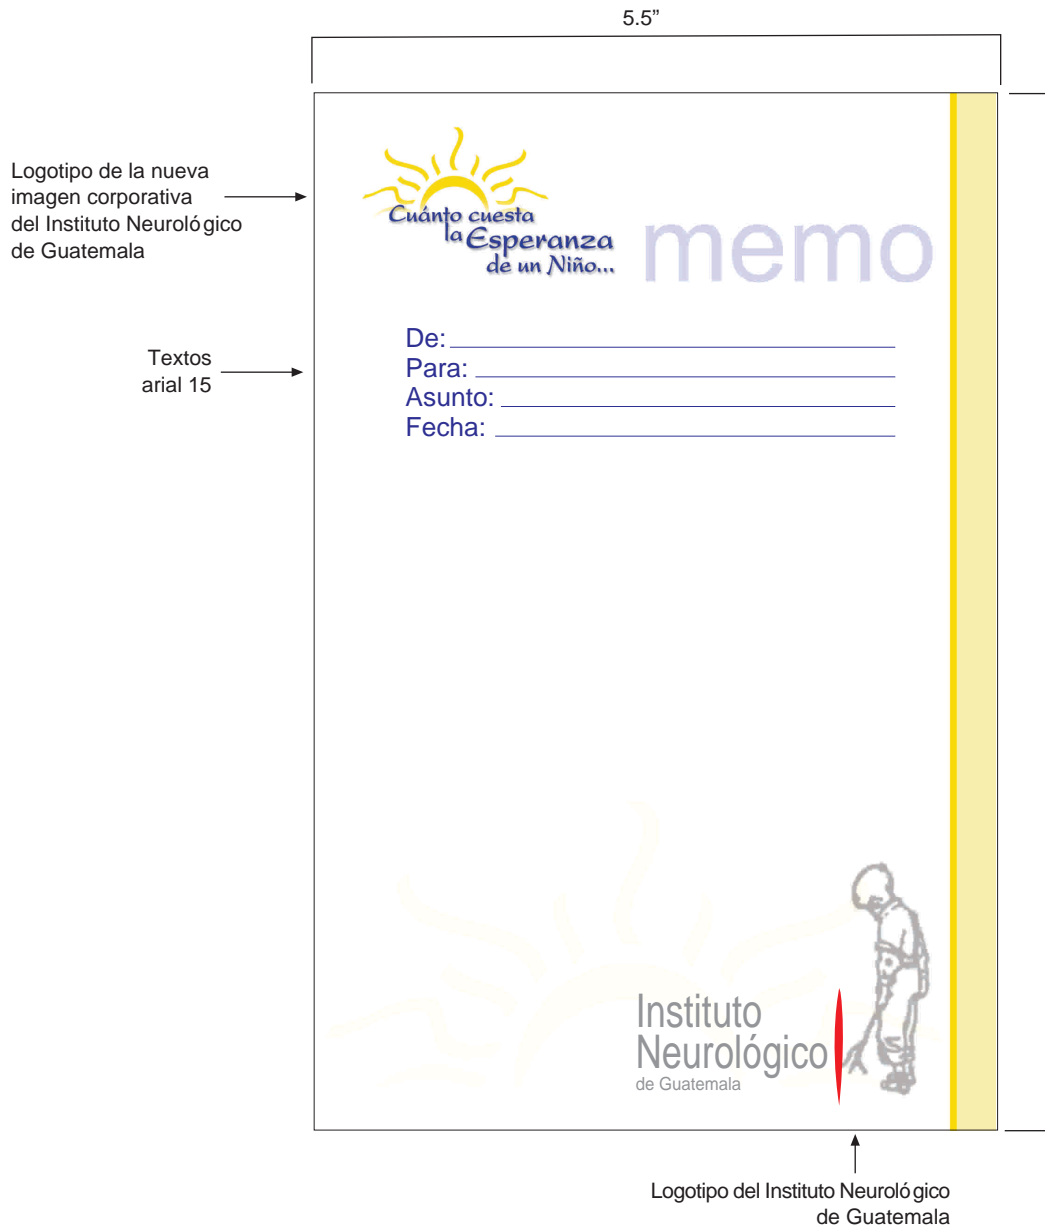 5.5”
Logotipo de la nueva
imagen corporativa
del Instituto Neurológico
de Guatemala
Cuánto cuesta
la Esperanza
de un Niño...
memo
Textos
arial 15
De:
Para:
Asunto:
Fecha:
Instituto
Neurológico
de Guatemala
Logotipo del Instituto Neurológico
de Guatemala